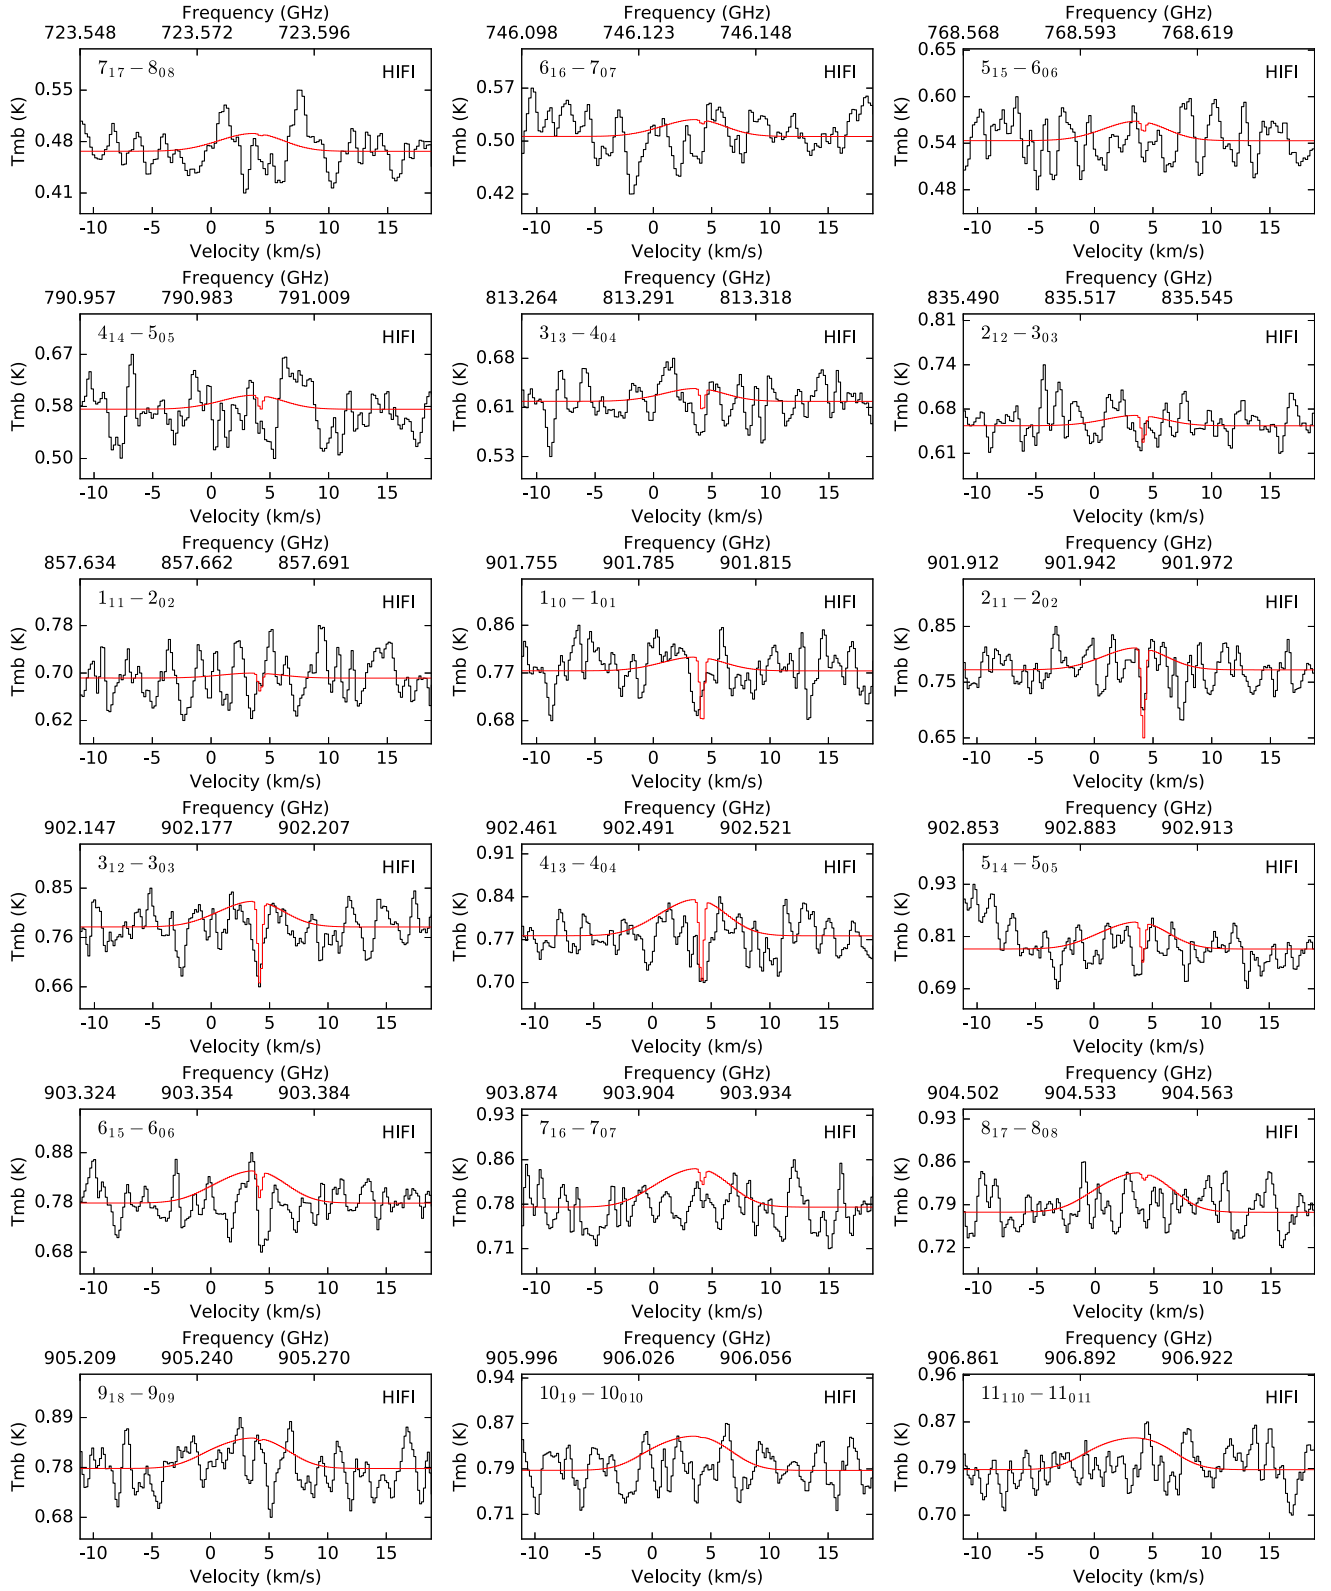 Frequency (GHz) Frequency (GHz) Frequency (GHz)
723.548 723.572 723.596 746.098 746.123 746.148 768.568 768.593 768.619
7₁₇ − 8₀₈ HIFI 6₁₆ − 7₀₇ HIFI 5₁₅ − 6₀₆ HIFI
Tmb (K) 0.55 0.48 0.41 Tmb (K) 0.57 0.50 0.42 Tmb (K) 0.65 0.60 0.54 0.48
-10 -5 0 5 10 15 -10 -5 0 5 10 15 -10 -5 0 5 10 15
Velocity (km/s) Velocity (km/s) Velocity (km/s)
Frequency (GHz) Frequency (GHz) Frequency (GHz)
790.957 790.983 791.009 813.264 813.291 813.318 835.490 835.517 835.545
4₁₄ − 5₀₅ HIFI 3₁₃ − 4₀₄ HIFI 2₁₂ − 3₀₃ HIFI
Tmb (K) 0.67 0.58 0.50 Tmb (K) 0.68 0.61 0.53 Tmb (K) 0.81 0.74 0.68 0.61
-10 -5 0 5 10 15 -10 -5 0 5 10 15 -10 -5 0 5 10 15
Velocity (km/s) Velocity (km/s) Velocity (km/s)
Frequency (GHz) Frequency (GHz) Frequency (GHz)
857.634 857.662 857.691 901.755 901.785 901.815 901.912 901.942 901.972
1₁₁ − 2₀₂ HIFI 1₁₀ − 1₀₁ HIFI 2₁₁ − 2₀₂ HIFI
Tmb (K) 0.78 0.70 0.62 Tmb (K) 0.86 0.77 0.68 Tmb (K) 0.85 0.75 0.65
-10 -5 0 5 10 15 -10 -5 0 5 10 15 -10 -5 0 5 10 15
Velocity (km/s) Velocity (km/s) Velocity (km/s)
Frequency (GHz) Frequency (GHz) Frequency (GHz)
902.147 902.177 902.207 902.461 902.491 902.521 902.853 902.883 902.913
3₁₂ − 3₀₃ HIFI 4₁₃ − 4₀₄ HIFI 5₁₄ − 5₀₅ HIFI
Tmb (K) 0.85 0.76 0.66 Tmb (K) 0.91 0.84 0.77 0.70 Tmb (K) 0.93 0.81 0.69
-10 -5 0 5 10 15 -10 -5 0 5 10 15 -10 -5 0 5 10 15
Velocity (km/s) Velocity (km/s) Velocity (km/s)
Frequency (GHz) Frequency (GHz) Frequency (GHz)
903.324 903.354 903.384 903.874 903.904 903.934 904.502 904.533 904.563
6₁₅ − 6₀₆ HIFI 7₁₆ − 7₀₇ HIFI 8₁₇ − 8₀₈ HIFI
Tmb (K) 0.88 0.78 0.68 Tmb (K) 0.93 0.86 0.78 0.71 Tmb (K) 0.93 0.86 0.79 0.72
-10 -5 0 5 10 15 -10 -5 0 5 10 15 -10 -5 0 5 10 15
Velocity (km/s) Velocity (km/s) Velocity (km/s)
Frequency (GHz) Frequency (GHz) Frequency (GHz)
905.209 905.240 905.270 905.996 906.026 906.056 906.861 906.892 906.922
9₁₈ − 9₀₉ HIFI 10₁₉ − 10₀₁₀ HIFI 11₁₁₀ − 11₀₁₁ HIFI
Tmb (K) 0.89 0.78 0.68 Tmb (K) 0.94 0.87 0.79 0.71 Tmb (K) 0.96 0.87 0.79 0.70
-10 -5 0 5 10 15 -10 -5 0 5 10 15 -10 -5 0 5 10 15
Velocity (km/s) Velocity (km/s) Velocity (km/s)